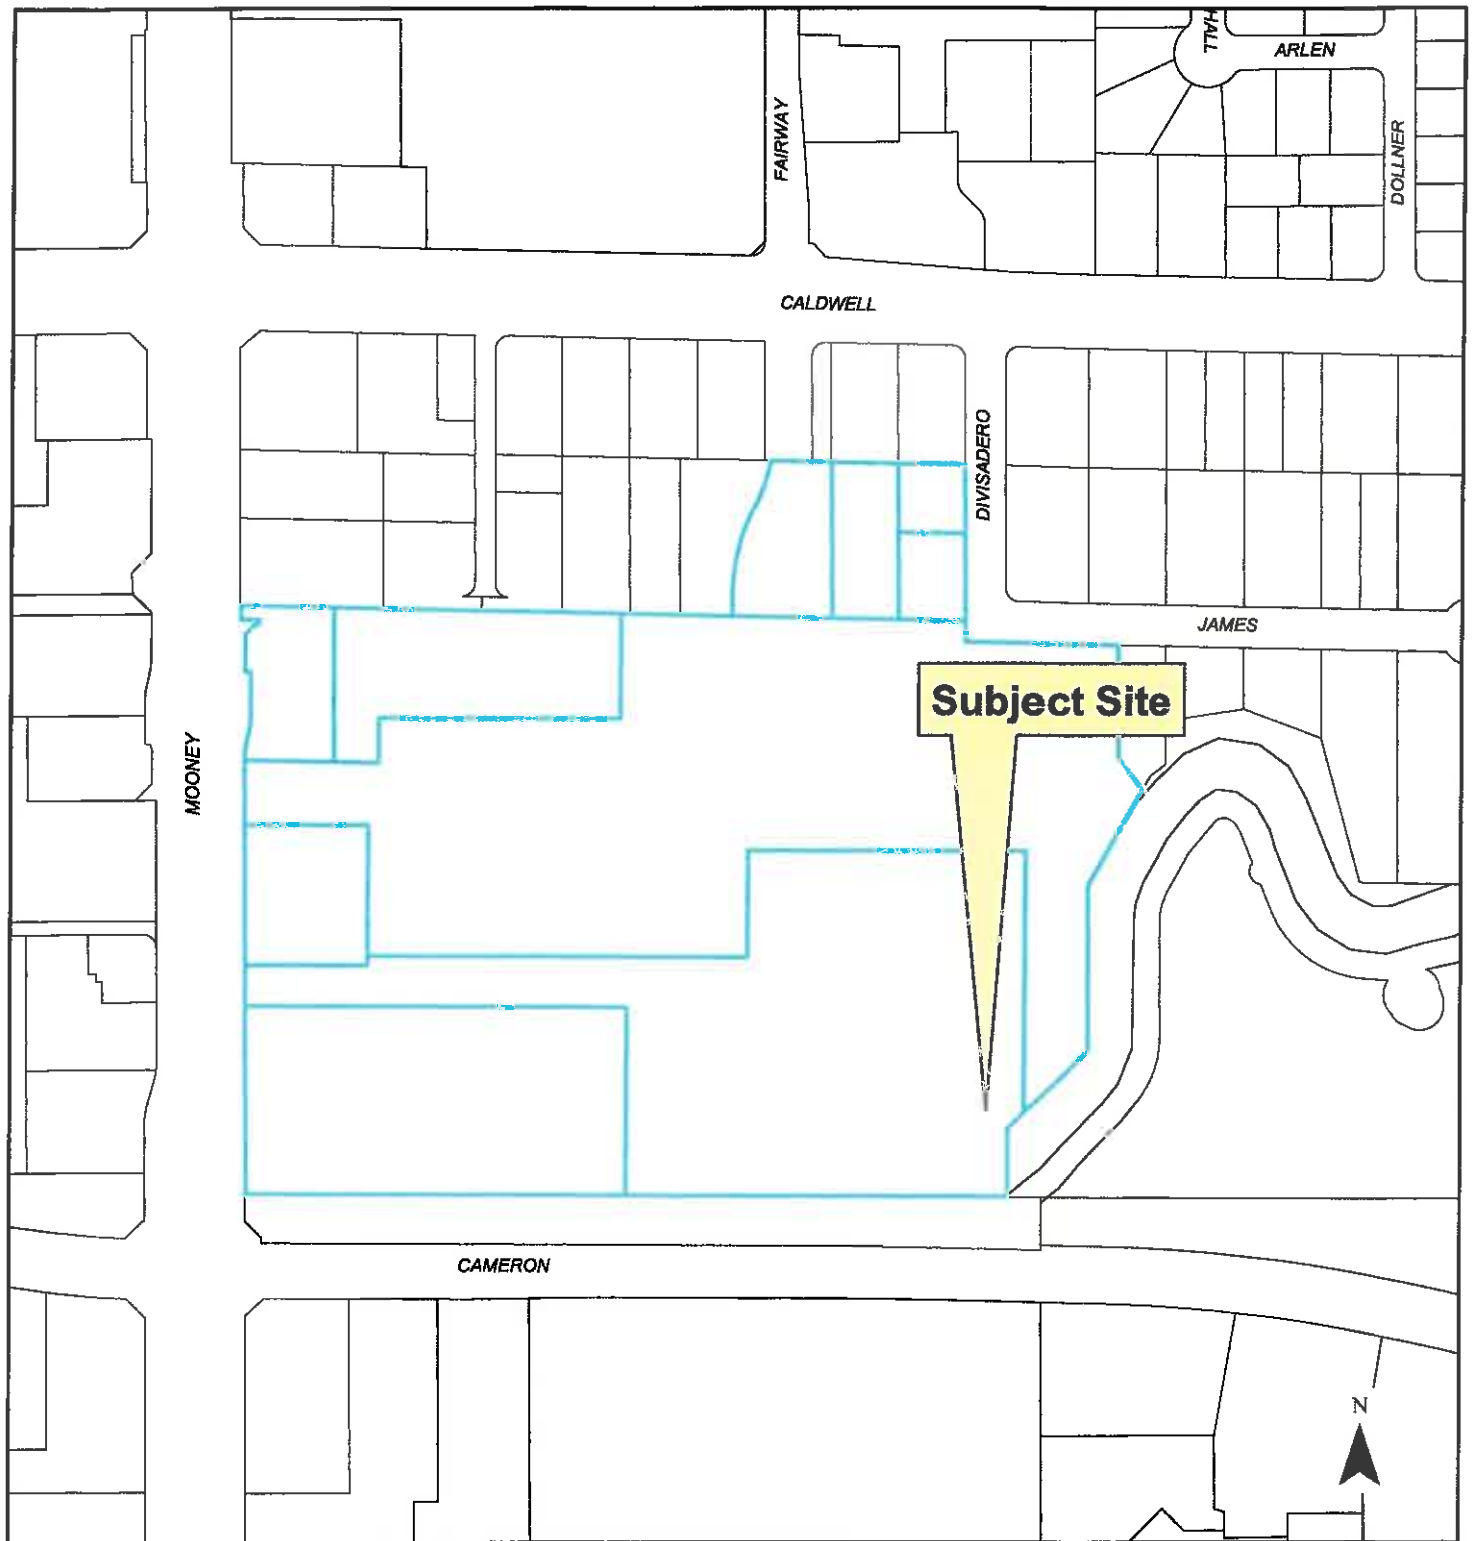 HALL
ARLEN
FAIRWAY
DOLLNER
CALDWELL
DIVISADERO
JAMES
Subject Site
MOONEY
CAMERON
N